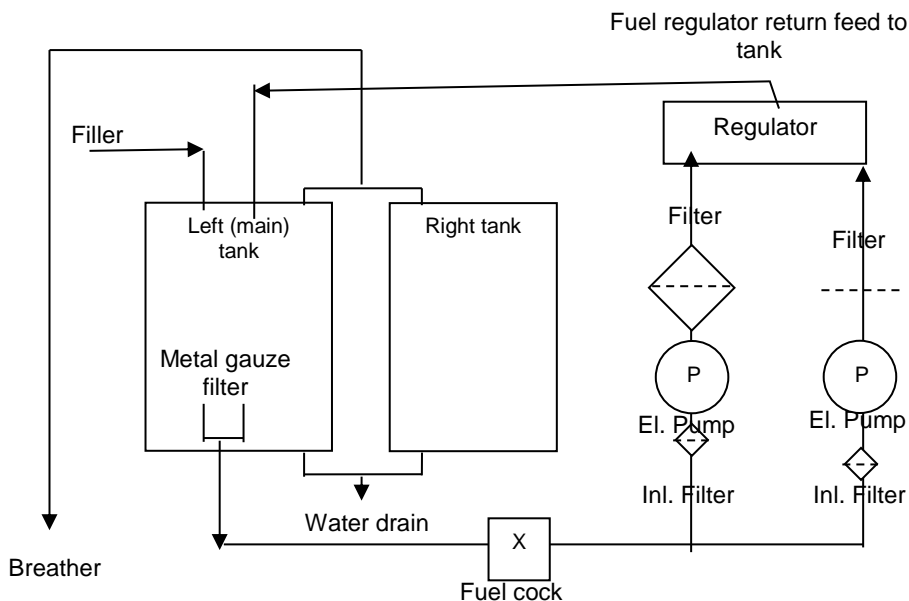 Fuel regulator return feed to
tank
Filler
Regulator
Left (main)
tank
Right tank
Filter
Filter
Metal gauze
filter
P
P
El. Pump
El. Pump
Inl. Filter
Inl. Filter
Water drain
X
Breather
Fuel cock